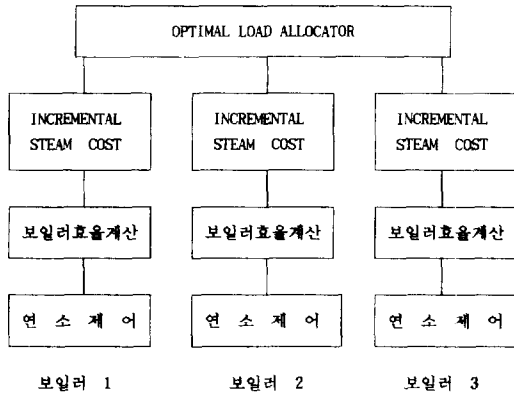 OPTIMAL LOAD ALLOCATOR
INCREMENTAL STEAM COST
INCREMENTAL STEAM COST
INCREMENTAL STEAM COST
보일러효율계산
보일러효율계산
보일러효율계산
연 소 제 어
연 소 제 어
연 소 제 어
보일러 1
보일러 2
보일러 3